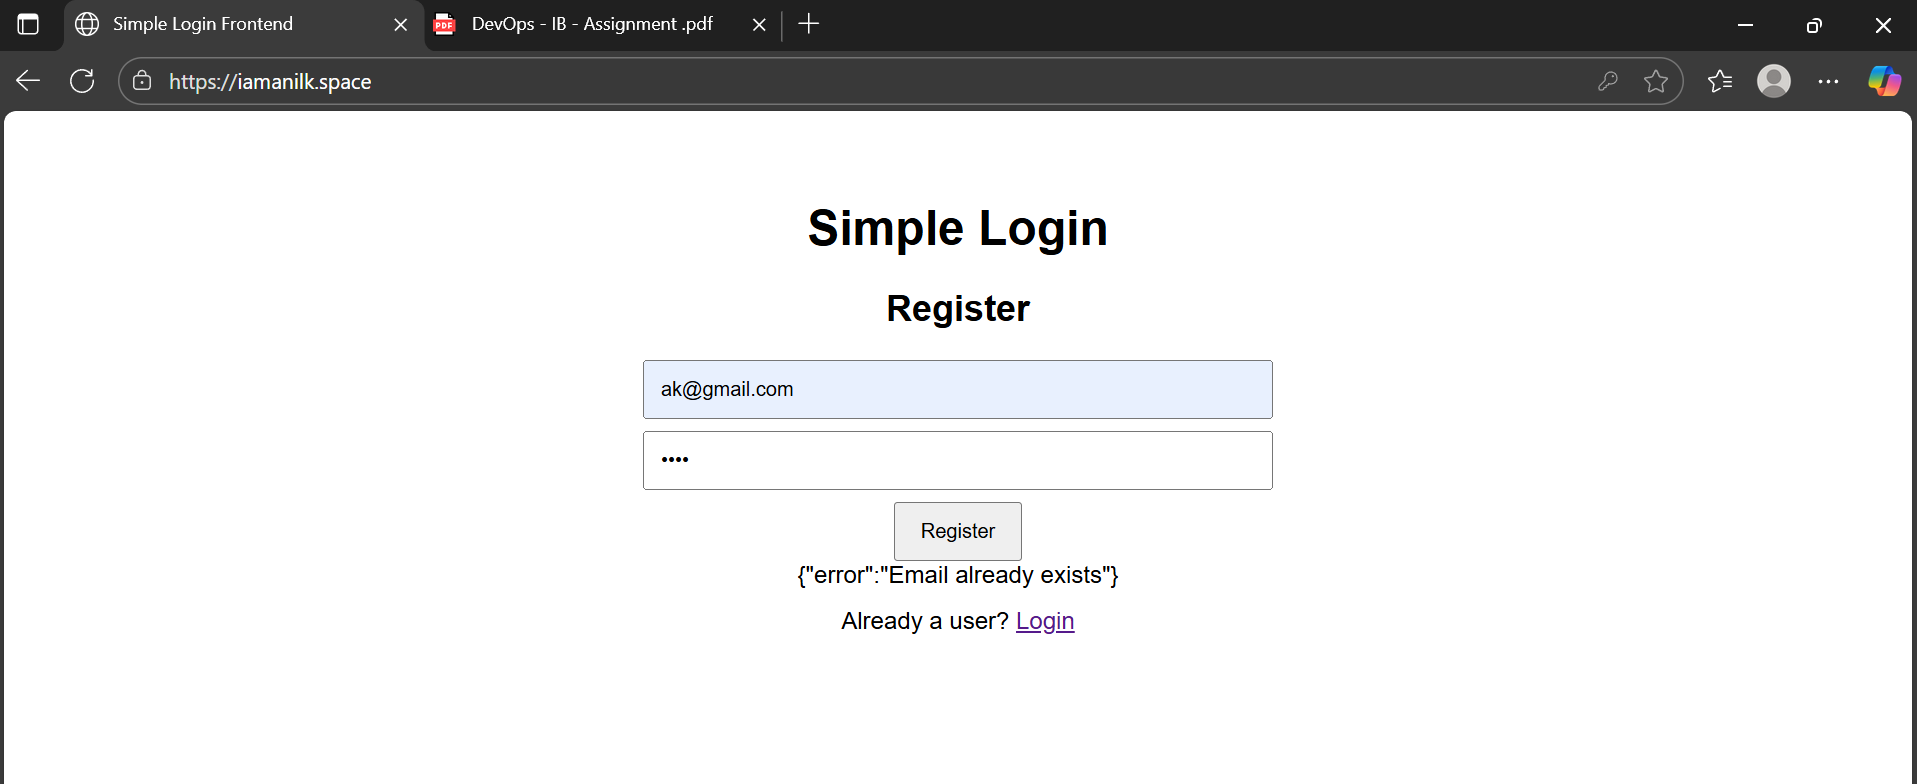 Simple Login Frontend
PDF
DevOps - IB - Assignment .pdf
https://iamanilk.space
Simple Login
Register
ak@gmail.com
••••
Register
{"error":"Email already exists"}
Already a user? Login